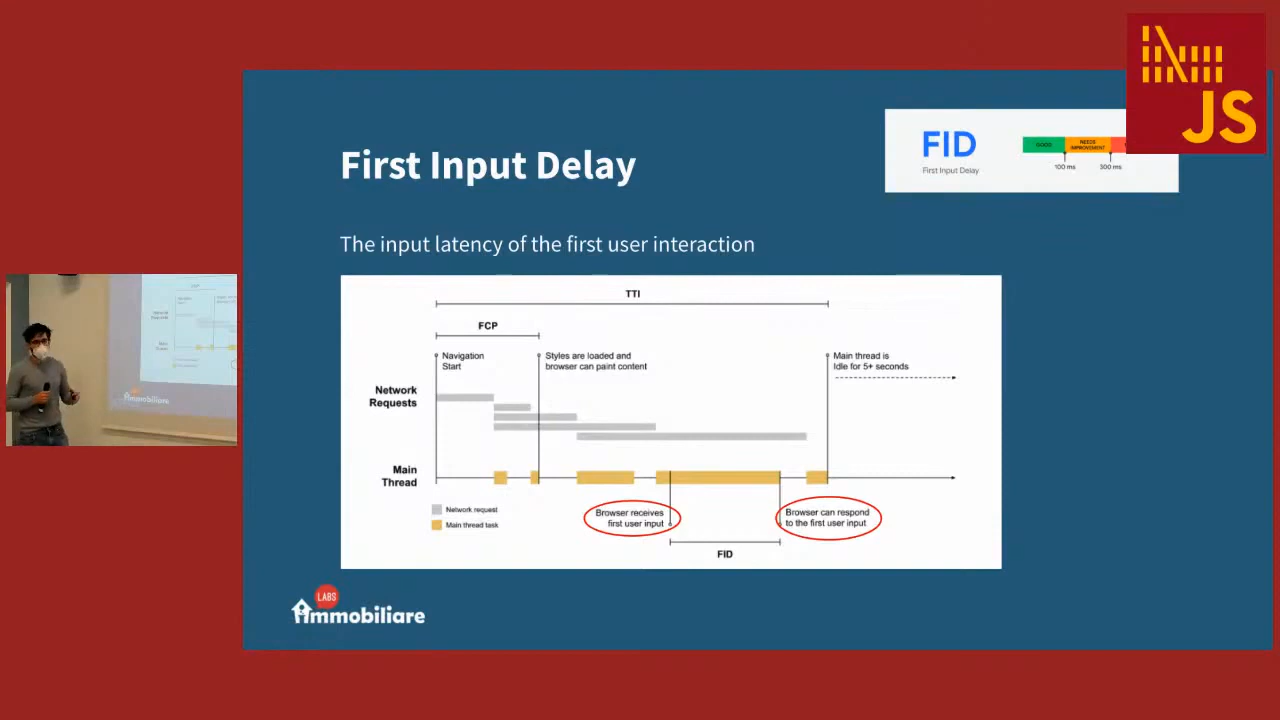 JS
First Input Delay
FID
First Input Delay
GOOD
NEEDS
IMPROVEMENT
100 ms
300 ms
The input latency of the first user interaction
TTI
FCP
Navigation
Start
Styles are loaded and
browser can paint content
Main thread is
Idle for 5+ seconds
Network
Requests
Main
Thread
Network request
Main thread task
Browser receives
first user input
Browser can respond
to the first user input
FID
LABS
immobiliare
immobiliare